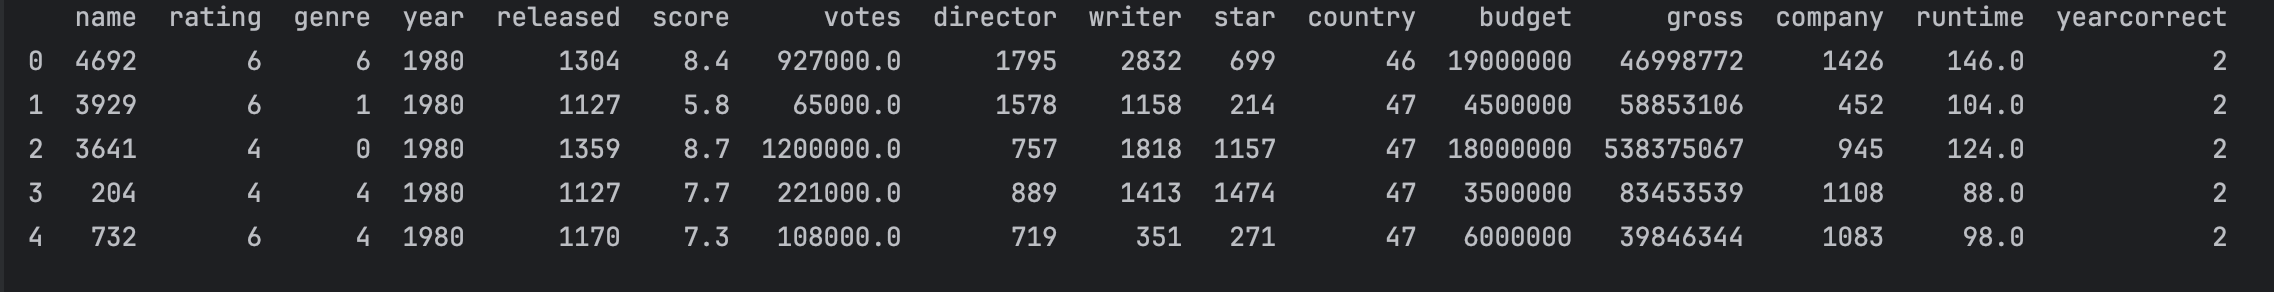 name rating genre year released score votes director writer star country budget gross company runtime yearcorrect
0 4692 6 6 1980 1304 8.4 927000.0 1795 2832 699 46 19000000 46998772 1426 146.0 2
1 3929 6 1 1980 1127 5.8 65000.0 1578 1158 214 47 4500000 58853106 452 104.0 2
2 3641 4 0 1980 1359 8.7 1200000.0 757 1818 1157 47 18000000 538375067 945 124.0 2
3 204 4 4 1980 1127 7.7 221000.0 889 1413 1474 47 3500000 83453539 1108 88.0 2
4 732 6 4 1980 1170 7.3 108000.0 719 351 271 47 6000000 39846344 1083 98.0 2